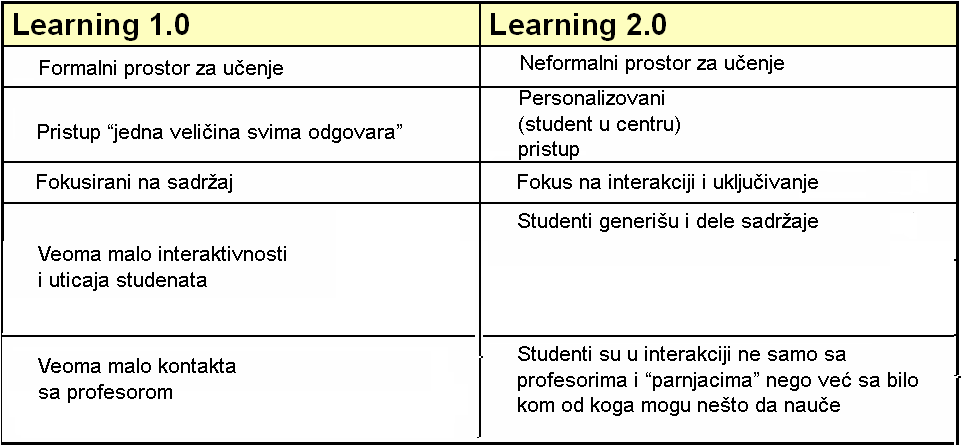 Learning 1.0
Learning 2.0
Formalni prostor za učenje
Neformalni prostor za učenje
Pristup “jedna veličina svima odgovara”
Personalizovani
(student u centru)
pristup
Fokusirani na sadržaj
Fokus na interakciji i uključivanje
Veoma malo interaktivnosti
i uticaja studenata
Studenti generišu i dele sadržaje
Veoma malo kontakta
sa profesorom
Studenti su u interakciji ne samo sa
profesorima i “parnjacima” nego već sa bilo
kom od koga mogu nešto da nauče